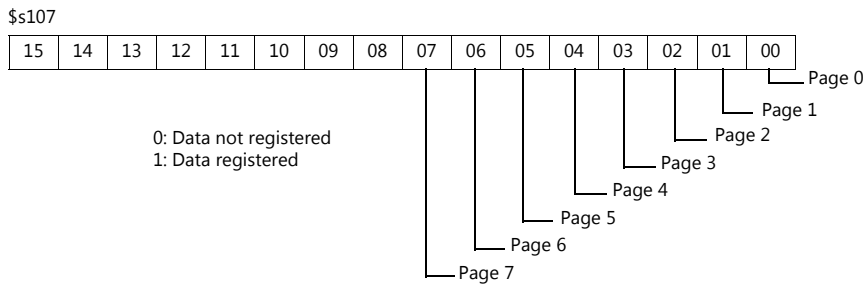 $s107
15 14 13 12 11 10 09 08 07 06 05 04 03 02 01 00
Page 0
Page 1
0: Data not registered
Page 2
1: Data registered
Page 3
Page 4
Page 5
Page 6
Page 7